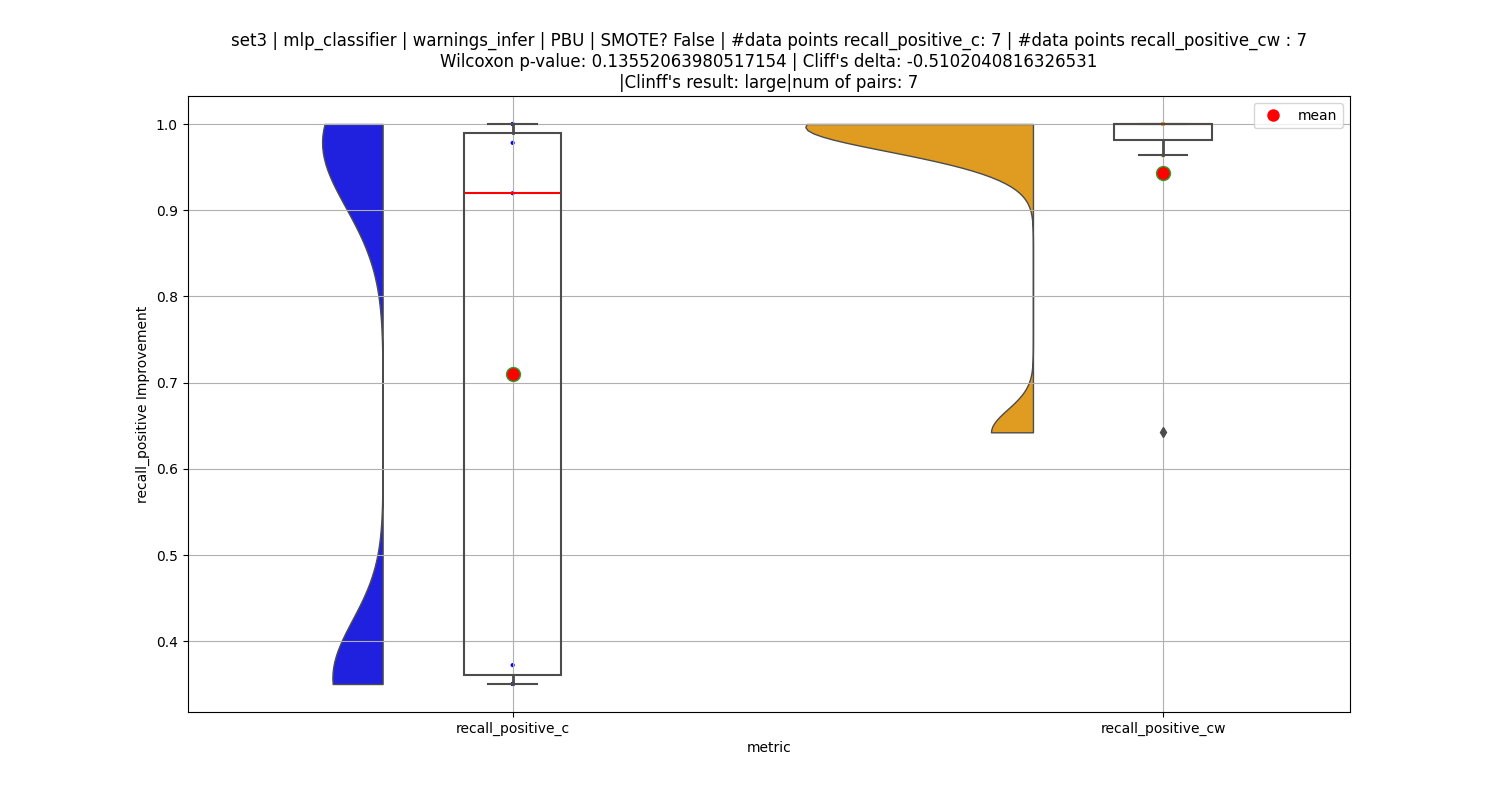 set3 | mlp_classifier | warnings_infer | PBU | SMOTE? False | #data points recall_positive_c: 7 | #data points recall_positive_cw : 7
Wilcoxon p-value: 0.13552063980517154 | Cliff's delta: -0.5102040816326531
|Clinff's result: large|num of pairs: 7
mean
1.0
0.9
0.8
0.7
0.6
0.5
0.4
recall_positive Improvement
recall_positive_c
recall_positive_cw
metric